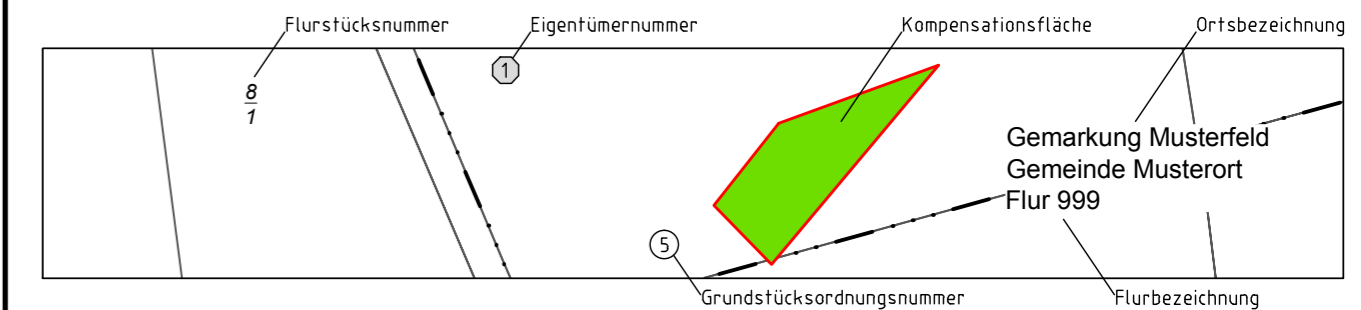 Flurstücksnummer
Eigentümernummer
Kompensationsfläche
Ortsbezeichnung
1
8
1
Gemarkung Musterfeld
Gemeinde Musterort
Flur 999
5
Grundstücksordnungsnummer
Flurbezeichnung